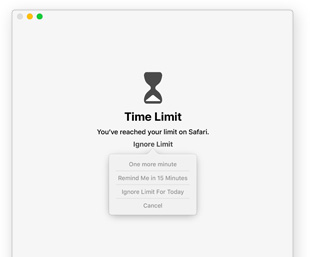 Time Limit
You've reached your limit on Safari.
Ignore Limit
One more minute
Remind Me in 15 Minutes
Ignore Limit For Today
Cancel